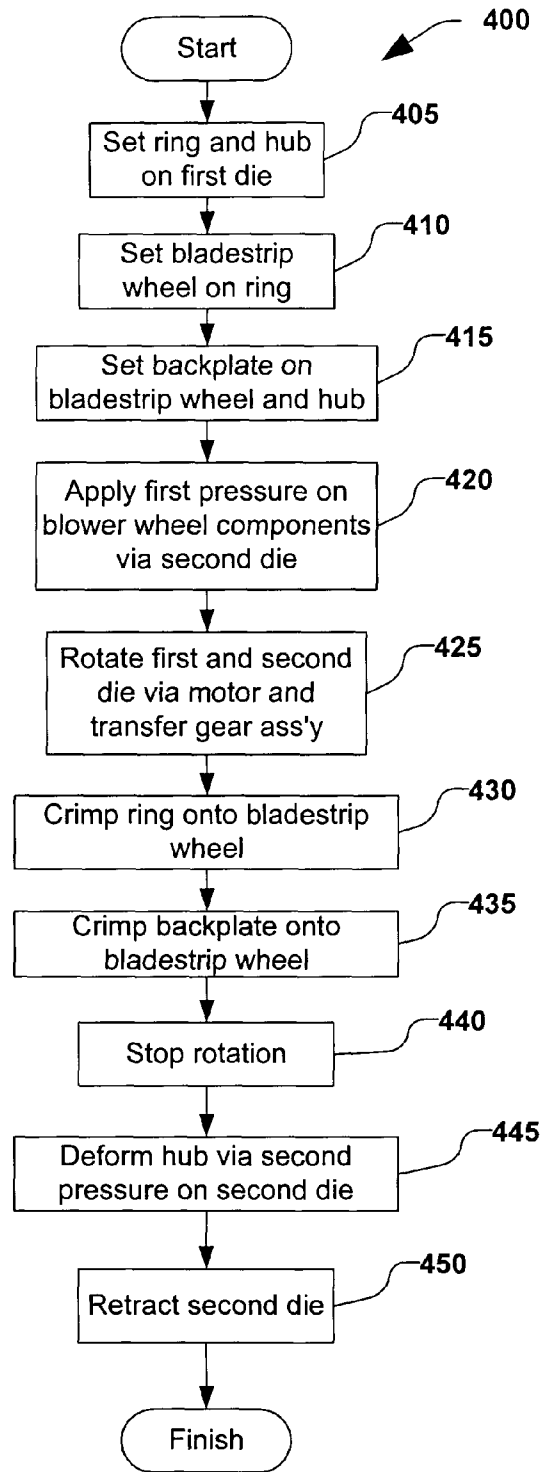 400
Start
405
Set ring and hub
on first die
410
Set bladestrip
wheel on ring
415
Set backplate on
bladestrip wheel and hub
420
Apply first pressure on
blower wheel components
via second die
425
Rotate first and second
die via motor and
transfer gear ass'y
430
Crimp ring onto bladestrip
wheel
435
Crimp backplate onto
bladestrip wheel
440
Stop rotation
445
Deform hub via second
pressure on second die
450
Retract second die
Finish